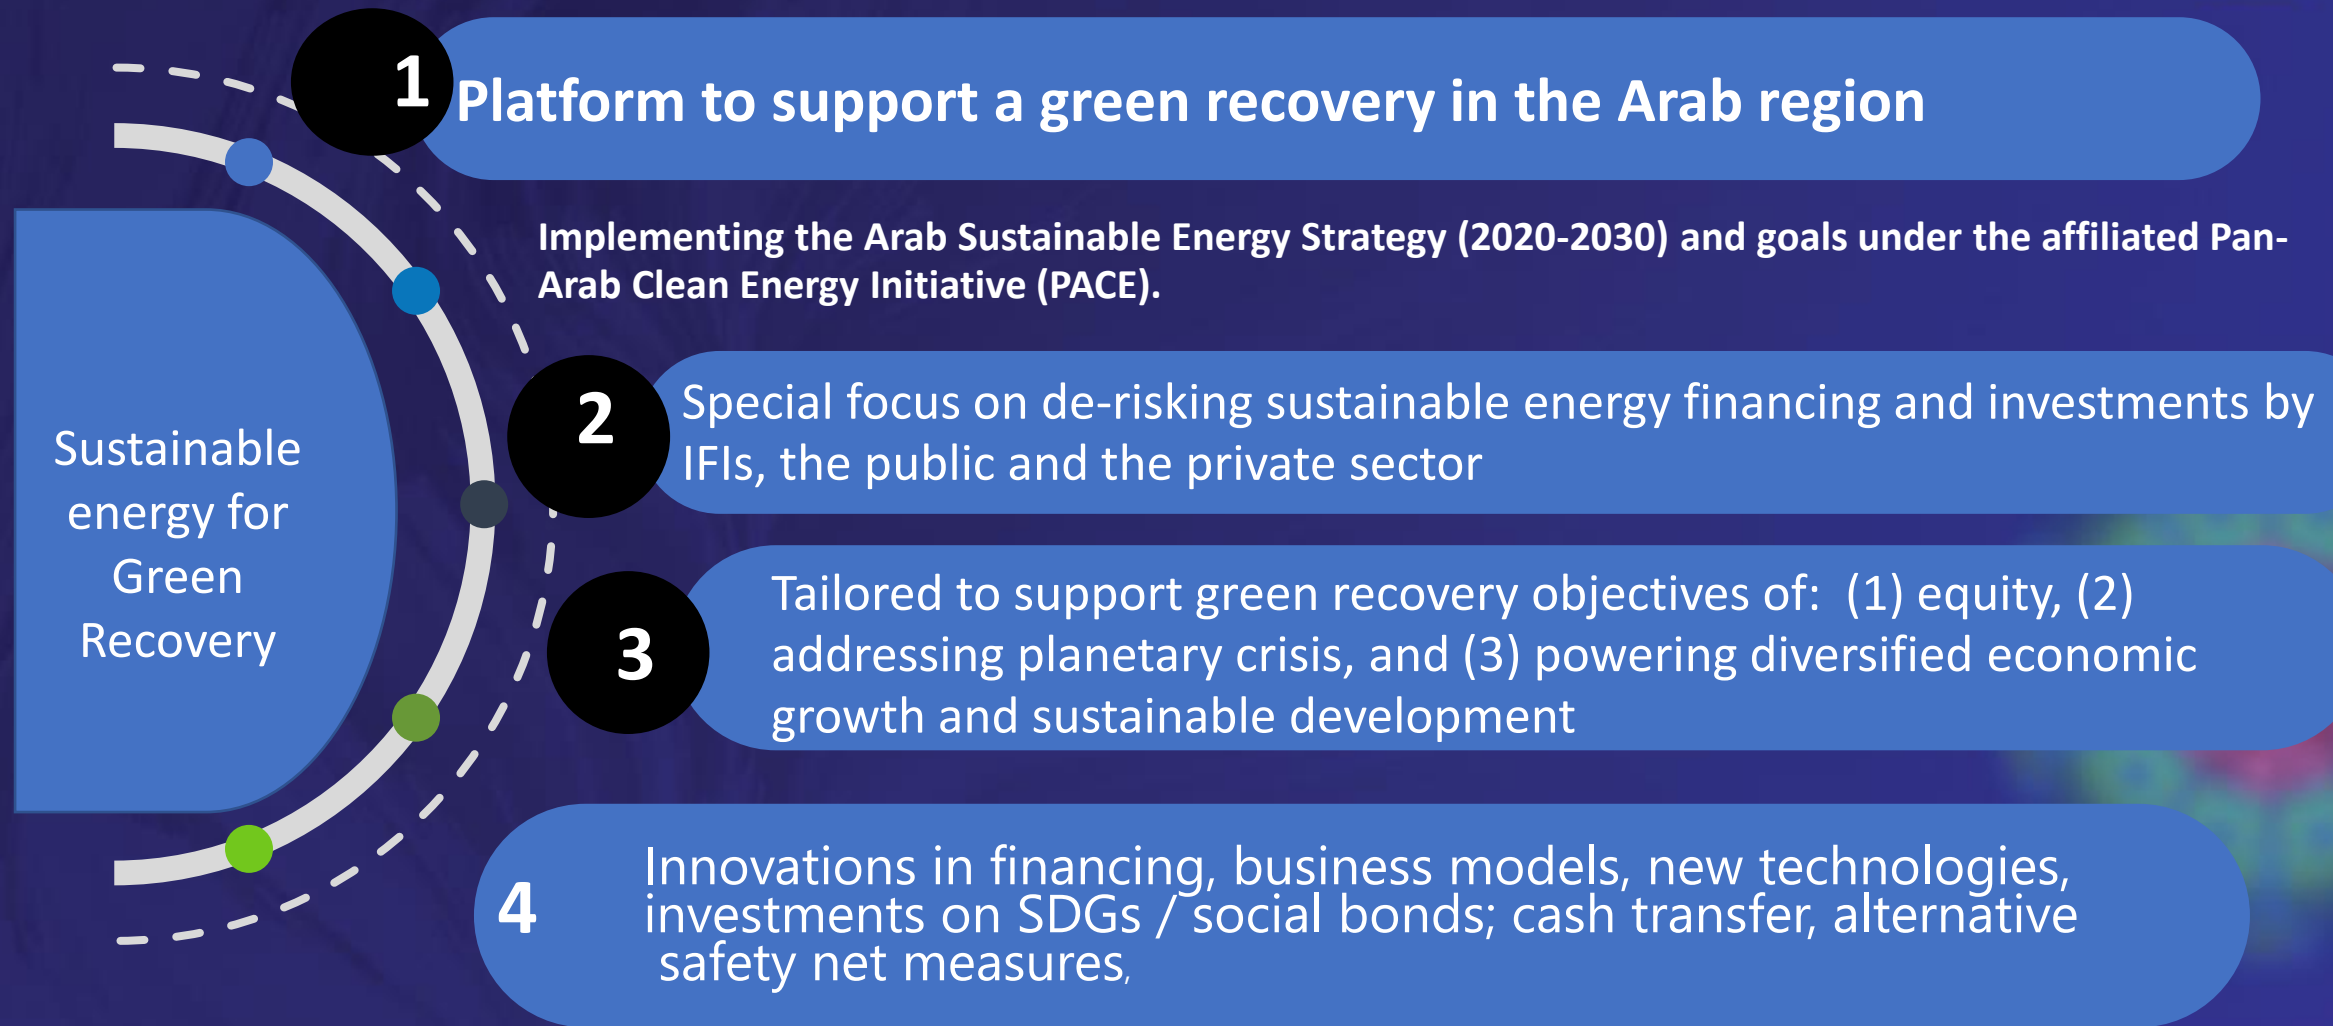 Sustainable
energy for
Green
Recovery
1
Platform to support a green recovery in the Arab region
Implementing the Arab Sustainable Energy Strategy (2020-2030) and goals under the affiliated Pan-
Arab Clean Energy Initiative (PACE).
2
Special focus on de-risking sustainable energy financing and investments by
IFIs, the public and the private sector
3
Tailored to support green recovery objectives of:  (1) equity, (2)
addressing planetary crisis, and (3) powering diversified economic
growth and sustainable development
4
Innovations in financing, business models, new technologies,
investments on SDGs / social bonds; cash transfer, alternative
safety net measures,